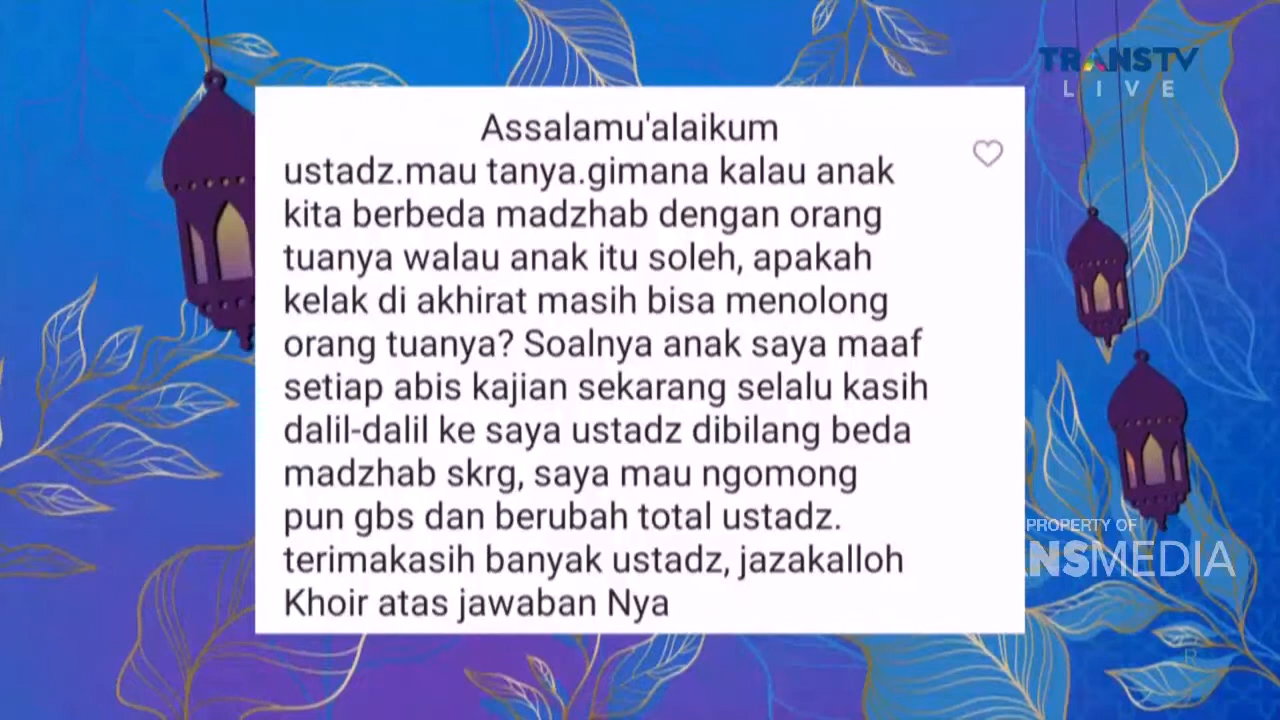 TRANSTV
LIVE
Assalamu'alaikum
ustadz.mau tanya.gimana kalau anak
kita berbeda madzhab dengan orang
tuanya walau anak itu soleh, apakah
kelak di akhirat masih bisa menolong
orang tuanya? Soalnya anak saya maaf
setiap abis kajian sekarang selalu kasih
dalil-dalil ke saya ustadz dibilang beda
madzhab skrg, saya mau ngomong
pun gbs dan berubah total ustadz.
terimakasih banyak ustadz, jazakalloh
Khoir atas jawaban Nya
PROPERTY OF
ANSMEDIA
R